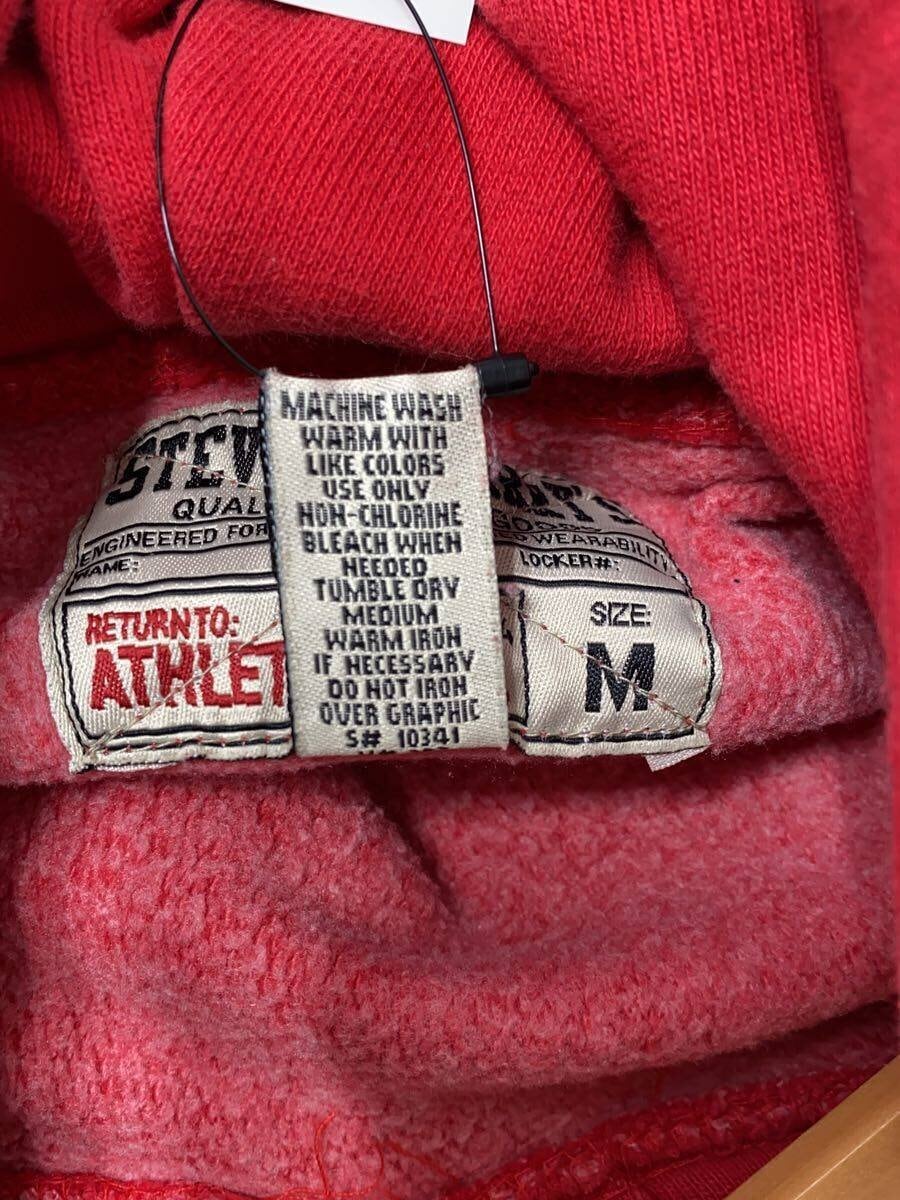 MACHINE WASH
WARM WITH
LIKE COLORS
USE ONLY
NON-CHLORINE
BLEACH WHEN
NEEDED
TUMBLE DRY
MEDIUM
WARM IRON
IF NECESSARY
DO NOT IRON
OVER GRAPHIC
S# 10341
STEV
QUAL
ENGINEERED FOR
WEARABILITY
NAME:
LOCKER#:
RETURN TO:
ATHLET
SIZE:
M